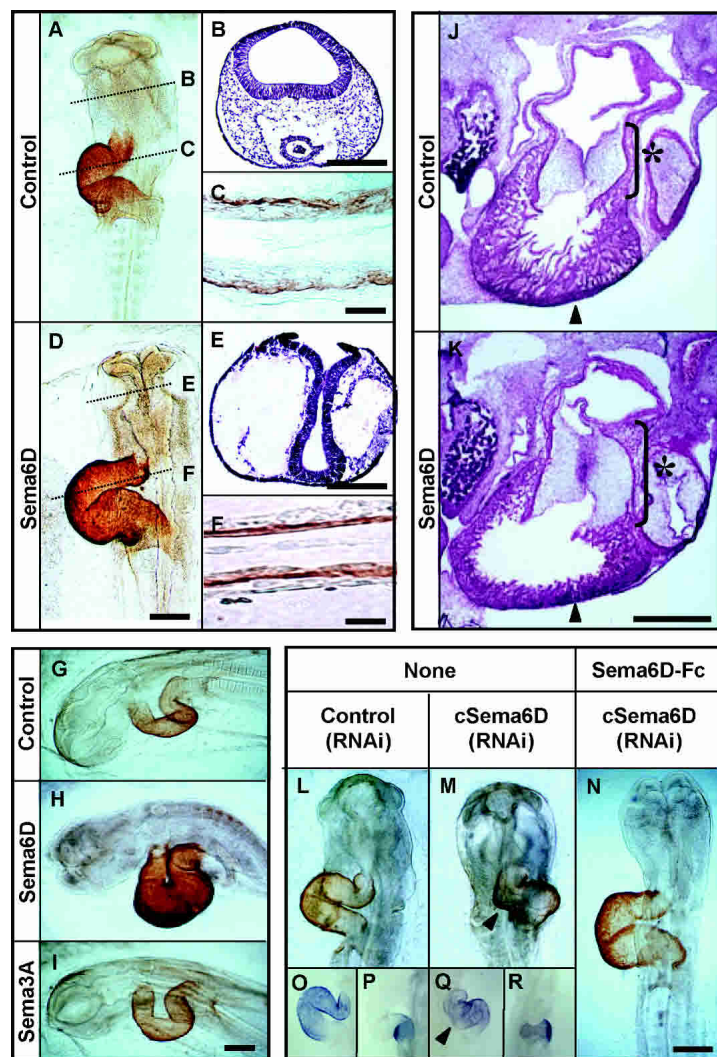 A
B
B
C
C
Control
D
E
E
F
F
Sema6D
J
*
Control
K
*
Sema6D
G
Control
H
Sema6D
I
Sema3A
None
Sema6D-Fc
Control
(RNAi)
cSema6D
(RNAi)
cSema6D
(RNAi)
L
M
N
O
P
Q
R